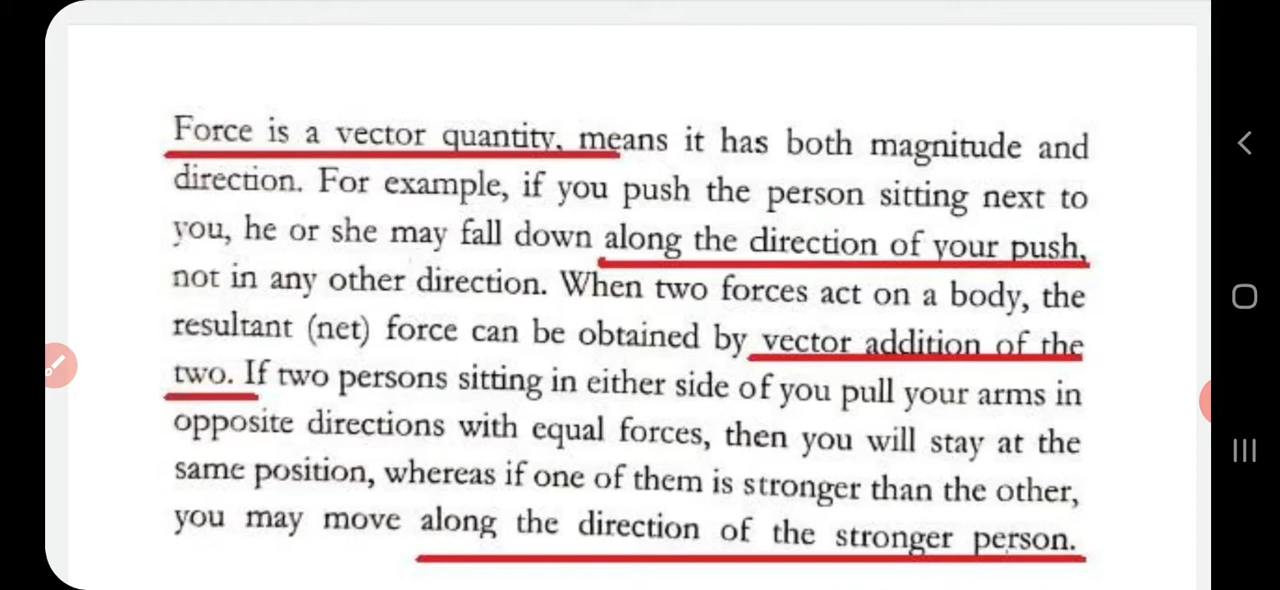 Force is a vector quantity, means it has both magnitude and
direction. For example, if you push the person sitting next to
you, he or she may fall down along the direction of your push,
not in any other direction. When two forces act on a body, the
resultant (net) force can be obtained by vector addition of the
two. If two persons sitting in either side of you pull your arms in
opposite directions with equal forces, then you will stay at the
same position, whereas if one of them is stronger than the other,
you may move along the direction of the stronger person.